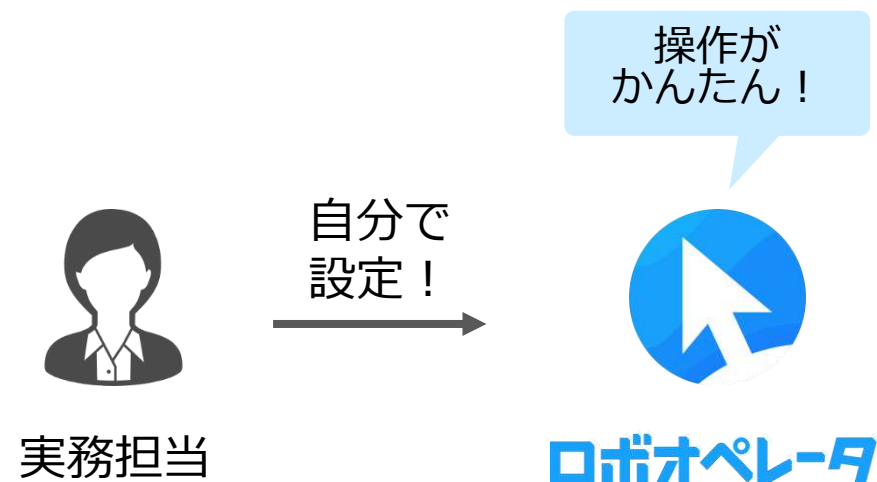 操作が
かんたん！
自分で
設定！
実務担当
ロボオペレータ